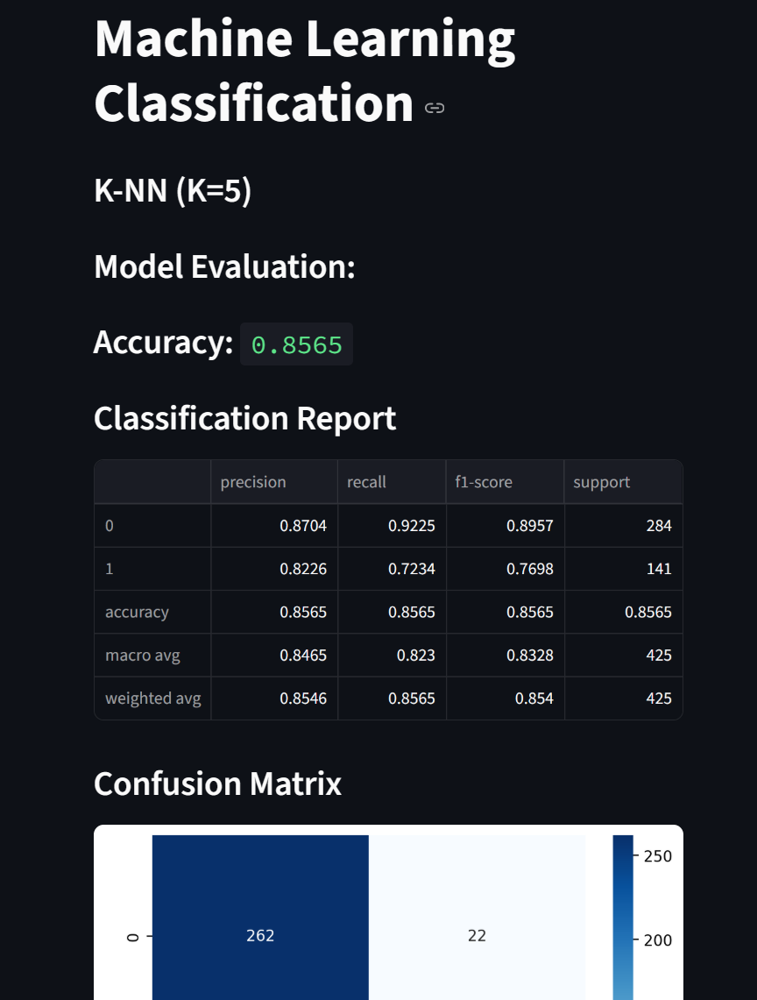 Machine Learning
Classification
K-NN (K=5)
Model Evaluation:
Accuracy: 0.8565
Classification Report
precision recall f1-score support
0 0.8704 0.9225 0.8957 284
1 0.8226 0.7234 0.7698 141
accuracy 0.8565 0.8565 0.8565 0.8565
macro avg 0.8465 0.823 0.8328 425
weighted avg 0.8546 0.8565 0.854 425
Confusion Matrix
250
0 262 22
200